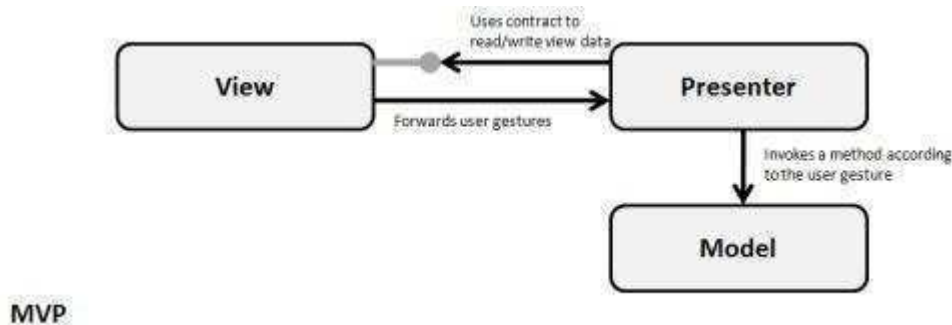 Uses contract to
read/write view data
View
Presenter
Forwards user gestures
Invokes a method according
to the user gesture
Model
MVP